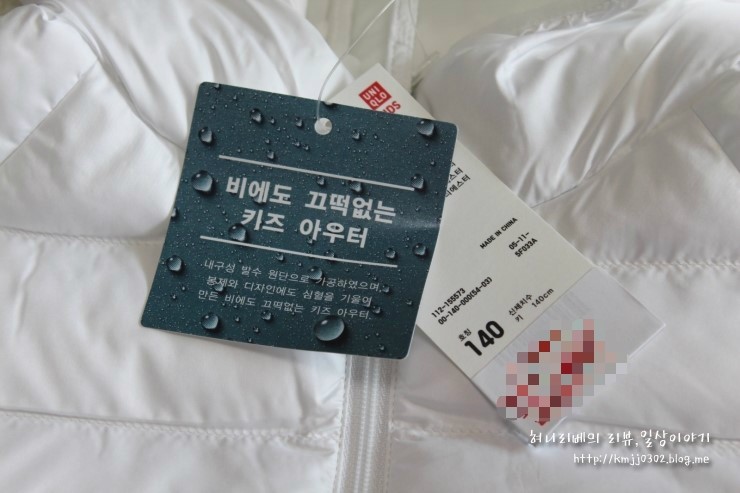 비에도 끄떡없는
키즈 아우터
내구성 발수 원단으로 가공하였으며,
봉제와 디자인에도 심혈을 기울여
만든 비에도 끄떡없는 키즈 아우터
UNI
QLO
MADE IN CHINA
05-11-
5F033A
112-155573
00-140-000(54-03)
호칭
140
신체치수
키 140cm
허니리베의 리뷰.일상이야기
http://kmjj0302.blog.me